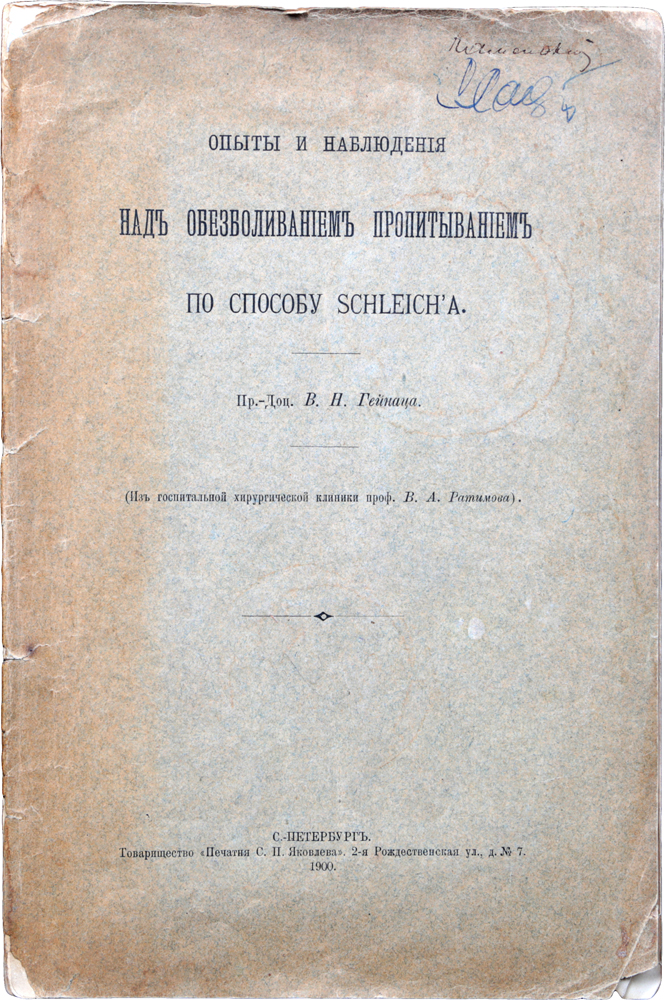 ОПЫТЫ И НАБЛЮДЕНІЯ
НАДЪ ОБЕЗБОЛИВАНІЕМЪ ПРОПИТЫВАНІЕМЪ
ПО СПОСОБУ SCHLEICH’A.
Пр.-Доц. В. Н. Гейнаца.
(Изъ госпитальной хирургической клиники проф. В. А. Ратимова).
С.-ПЕТЕРБУРГЪ.
Товарищество «Печатня С. П. Яковлева». 2-я Рождественская ул., д. № 7.
1900.